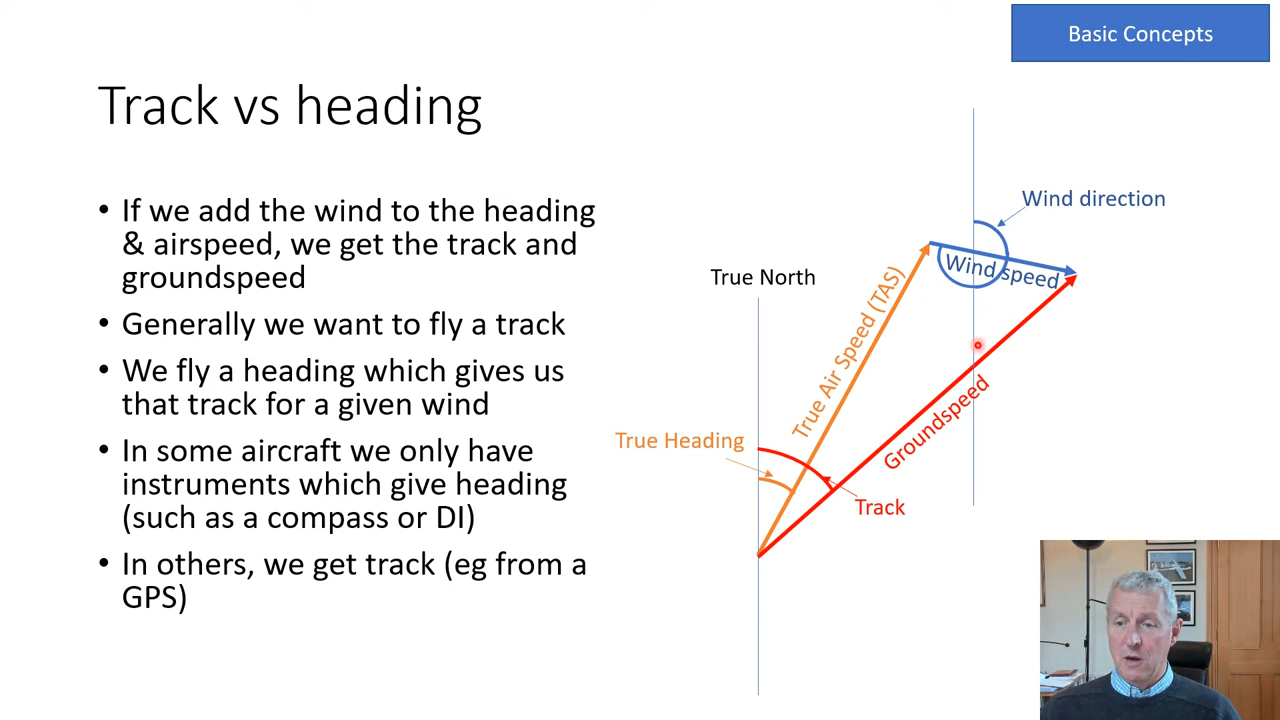 Basic Concepts
Track vs heading
• If we add the wind to the heading
& airspeed, we get the track and
groundspeed
• Generally we want to fly a track
• We fly a heading which gives us
that track for a given wind
• In some aircraft we only have
instruments which give heading
(such as a compass or DI)
• In others, we get track (eg from a
GPS)
Wind direction
Wind speed
True North
True Air Speed (TAS)
True Heading
Groundspeed
Track